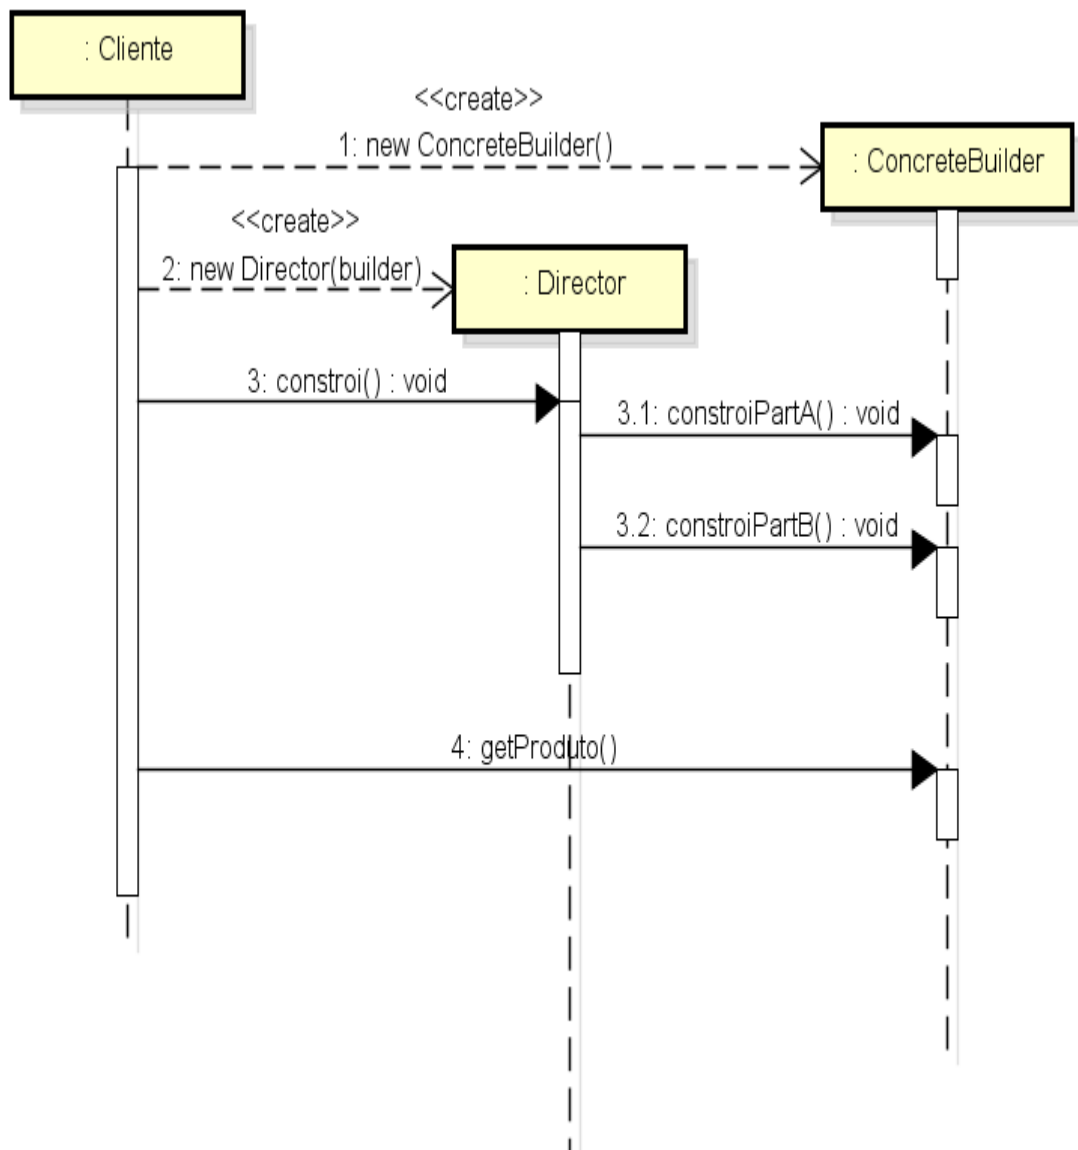 : Cliente
<<create>>
1: new ConcreteBuilder()
: ConcreteBuilder
<<create>>
2: new Director(builder)
: Director
3: constroi() : void
3.1: constroiPartA() : void
3.2: constroiPartB() : void
4: getProduto()